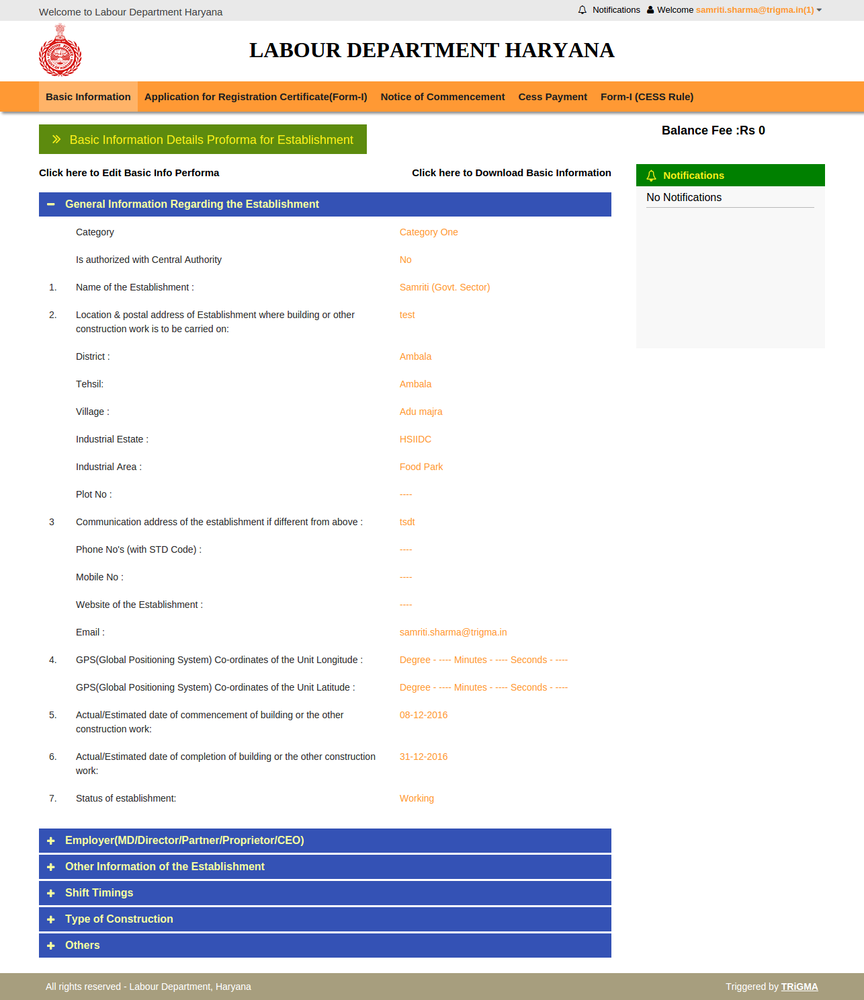 Welcome to Labour Department Haryana
Notifications Welcome samriti.sharma@trigma.in(1)
LABOUR DEPARTMENT HARYANA
Basic Information Application for Registration Certificate(Form-I) Notice of Commencement Cess Payment Form-I (CESS Rule)
Basic Information Details Proforma for Establishment
Balance Fee :Rs 0
Click here to Edit Basic Info Performa
Click here to Download Basic Information
Notifications
No Notifications
General Information Regarding the Establishment
Category Category One
Is authorized with Central Authority No
1. Name of the Establishment : Samriti (Govt. Sector)
2. Location & postal address of Establishment where building or other test
construction work is to be carried on:
District : Ambala
Tehsil: Ambala
Village : Adu majra
Industrial Estate : HSIIDC
Industrial Area : Food Park
Plot No : ----
3 Communication address of the establishment if different from above : tsdt
Phone No's (with STD Code) : ----
Mobile No : ----
Website of the Establishment : ----
Email : samriti.sharma@trigma.in
4. GPS(Global Positioning System) Co-ordinates of the Unit Longitude : Degree - ---- Minutes - ---- Seconds - ----
GPS(Global Positioning System) Co-ordinates of the Unit Latitude : Degree - ---- Minutes - ---- Seconds - ----
5. Actual/Estimated date of commencement of building or the other 08-12-2016
construction work:
6. Actual/Estimated date of completion of building or the other construction 31-12-2016
work:
7. Status of establishment: Working
Employer(MD/Director/Partner/Proprietor/CEO)
Other Information of the Establishment
Shift Timings
Type of Construction
Others
All rights reserved - Labour Department, Haryana
Triggered by TRiGMA